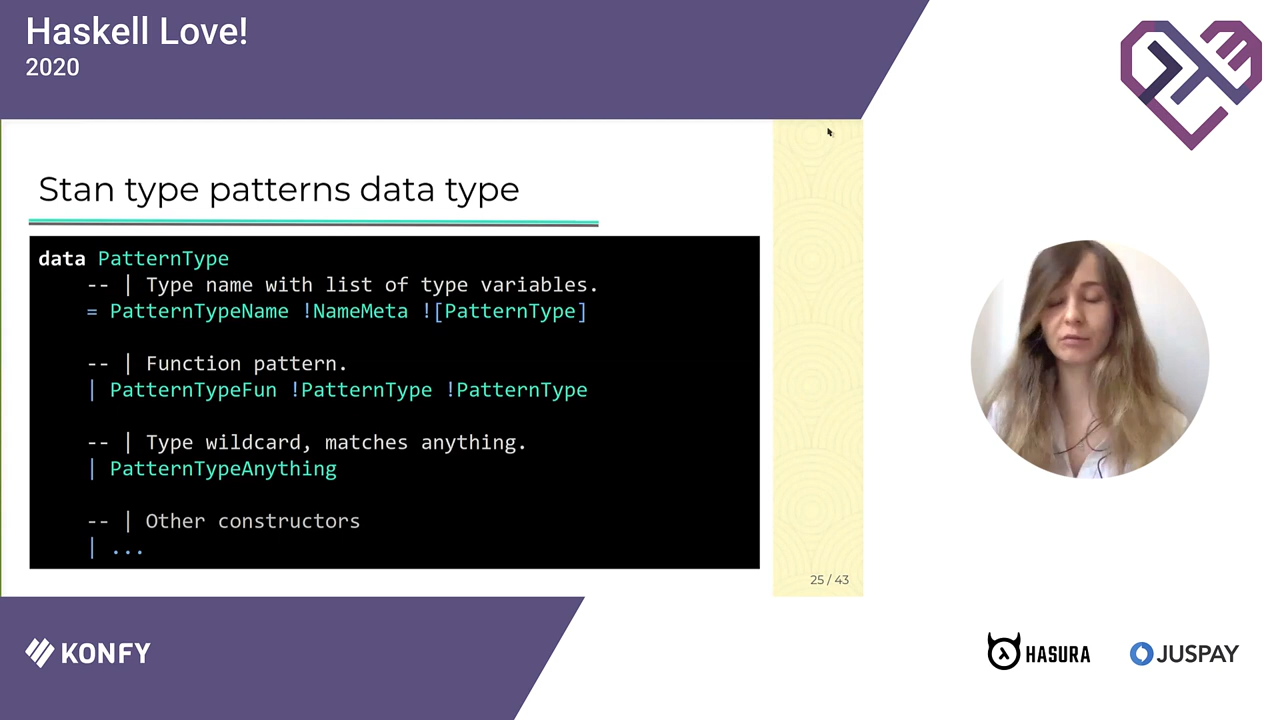 Haskell Love!
2020
Stan type patterns data type
data PatternType
-- | Type name with list of type variables.
= PatternTypeName !NameMeta ![PatternType]
-- | Function pattern.
| PatternTypeFun !PatternType !PatternType
-- | Type wildcard, matches anything.
| PatternTypeAnything
-- | Other constructors
| ...
25 / 43
KONFY
HASURA
JUSPAY